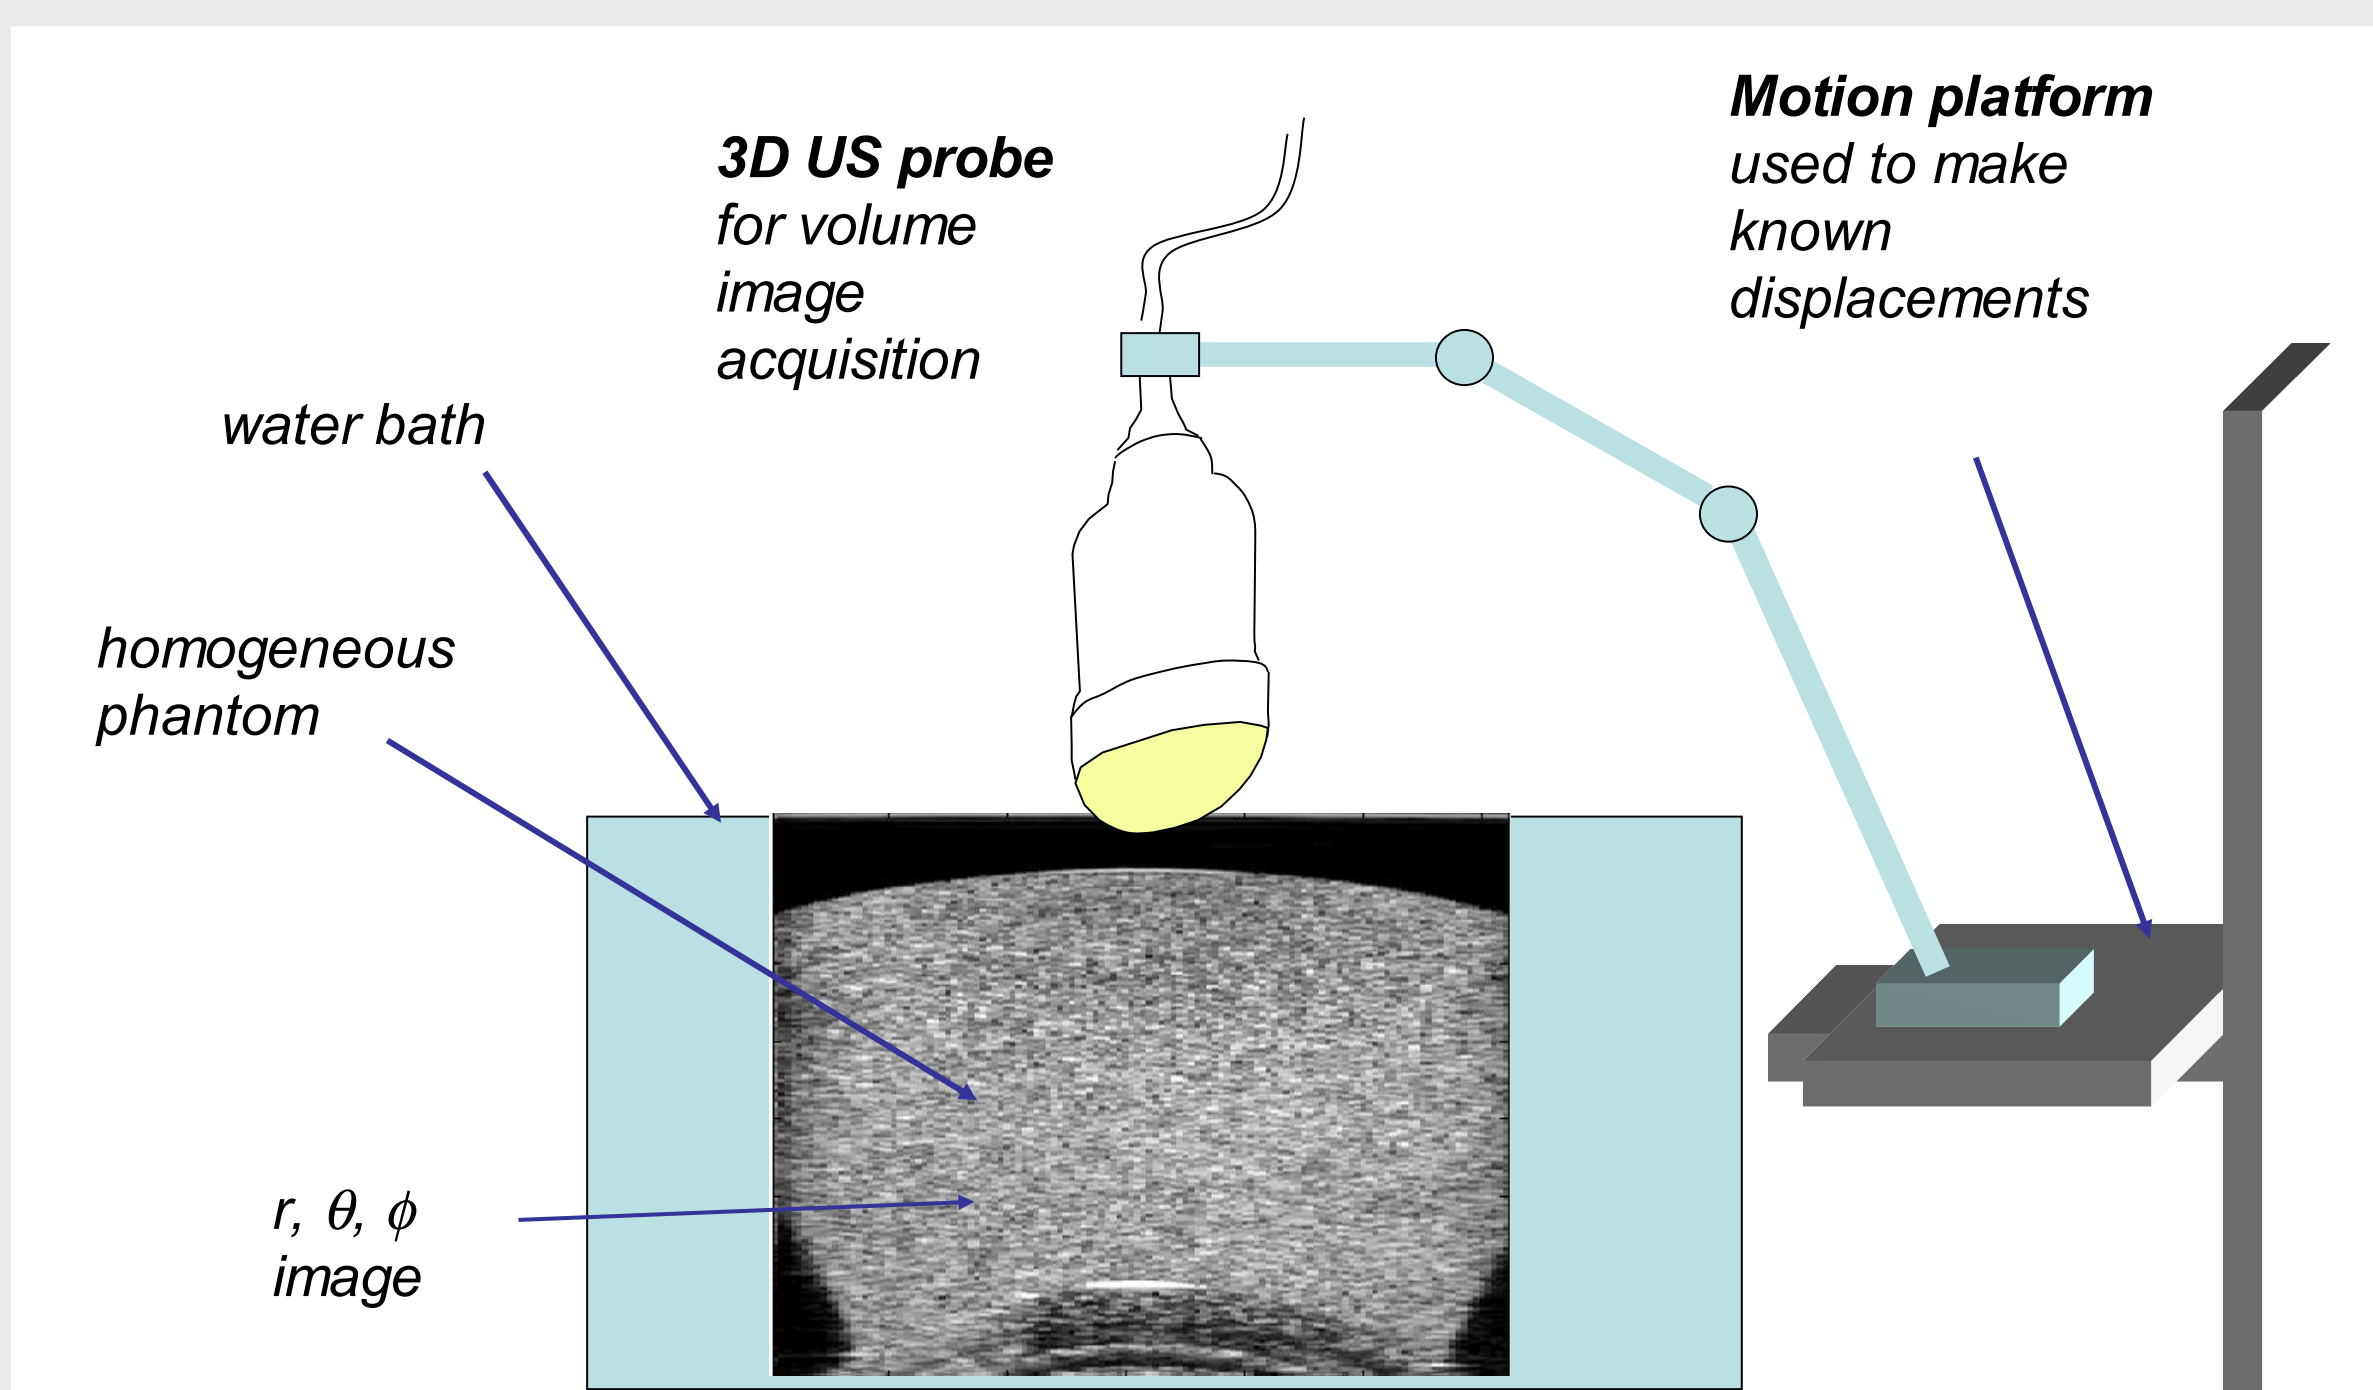 3D US probe
for volume
image
acquisition
Motion platform
used to make
known
displacements
water bath
homogeneous
phantom
r, θ, ϕ
image